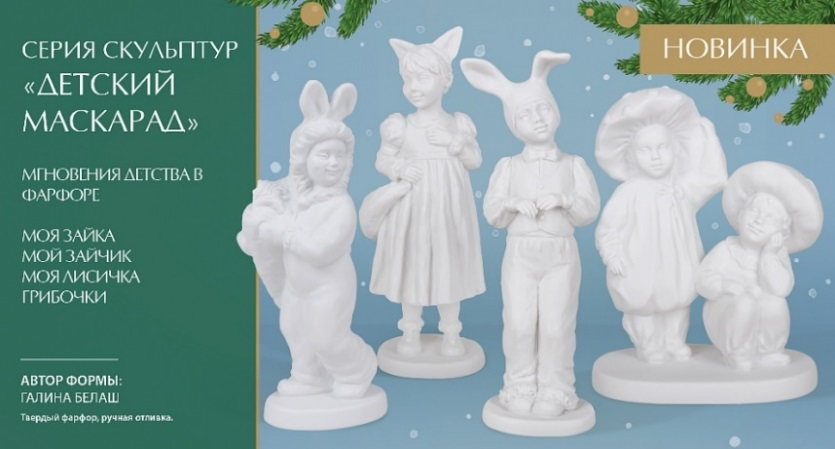 СЕРИЯ СКУЛЬПТУР
«ДЕТСКИЙ
МАСКАРАД»
МГНОВЕНИЯ ДЕТСТВА В
ФАРФОРЕ
МОЯ ЗАЙКА
МОЙ ЗАЙЧИК
МОЯ ЛИСИЧКА
ГРИБОЧКИ
АВТОР ФОРМЫ:
ГАЛИНА БЕЛАШ
Твердый фарфор, ручная отливка.
НОВИНКА